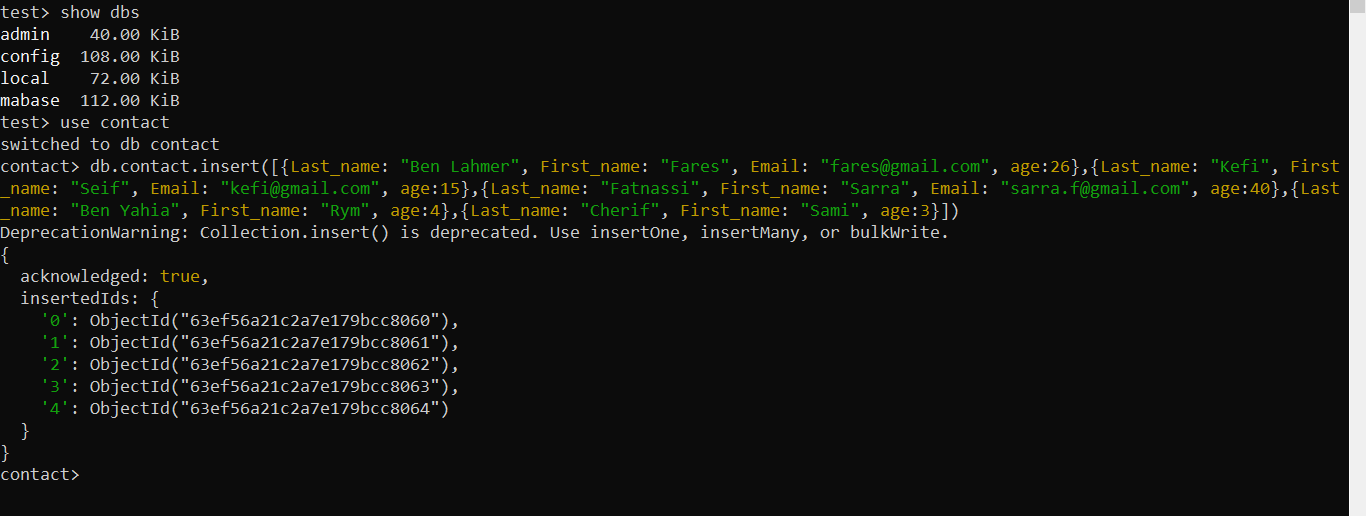 test> show dbs
admin    40.00 KiB
config  108.00 KiB
local    72.00 KiB
mabase  112.00 KiB
test> use contact
switched to db contact
contact> db.contact.insert([{Last_name: "Ben Lahmer", First_name: "Fares", Email: "fares@gmail.com", age:26},{Last_name: "Kefi", First
_name: "Seif", Email: "kefi@gmail.com", age:15},{Last_name: "Fatnassi", First_name: "Sarra", Email: "sarra.f@gmail.com", age:40},{Last
_name: "Ben Yahia", First_name: "Rym", age:4},{Last_name: "Cherif", First_name: "Sami", age:3}])
DeprecationWarning: Collection.insert() is deprecated. Use insertOne, insertMany, or bulkWrite.
{
  acknowledged: true,
  insertedIds: {
    '0': ObjectId("63ef56a21c2a7e179bcc8060"),
    '1': ObjectId("63ef56a21c2a7e179bcc8061"),
    '2': ObjectId("63ef56a21c2a7e179bcc8062"),
    '3': ObjectId("63ef56a21c2a7e179bcc8063"),
    '4': ObjectId("63ef56a21c2a7e179bcc8064")
  }
}
contact>